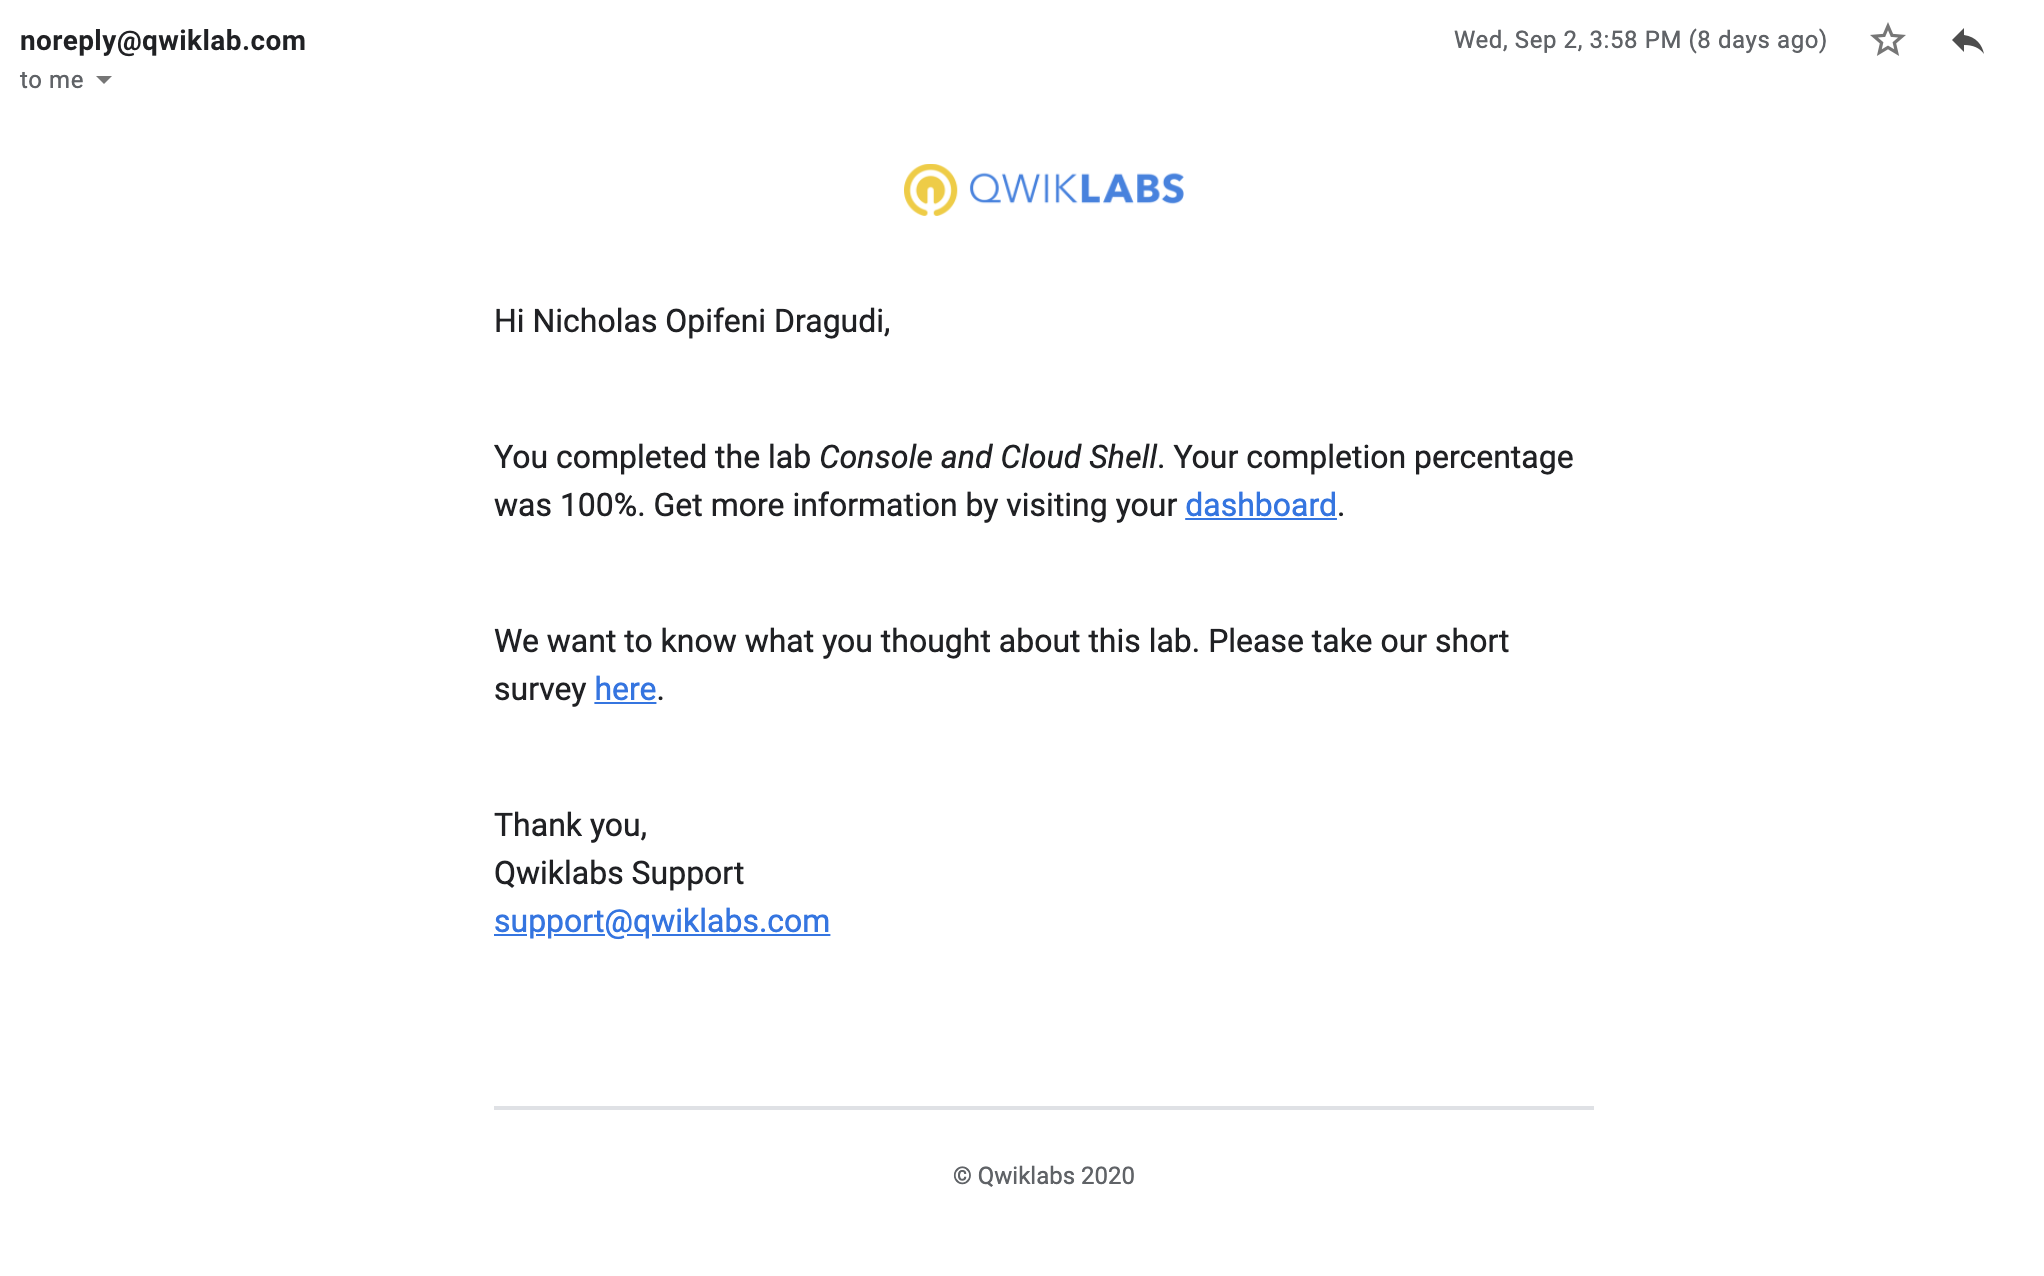 noreply@qwiklab.com
Wed, Sep 2, 3:58 PM (8 days ago)
to me
QWIKLABS
Hi Nicholas Opifeni Dragudi,
You completed the lab Console and Cloud Shell. Your completion percentage
was 100%. Get more information by visiting your dashboard.
We want to know what you thought about this lab. Please take our short
survey here.
Thank you,
Qwiklabs Support
support@qwiklabs.com
© Qwiklabs 2020